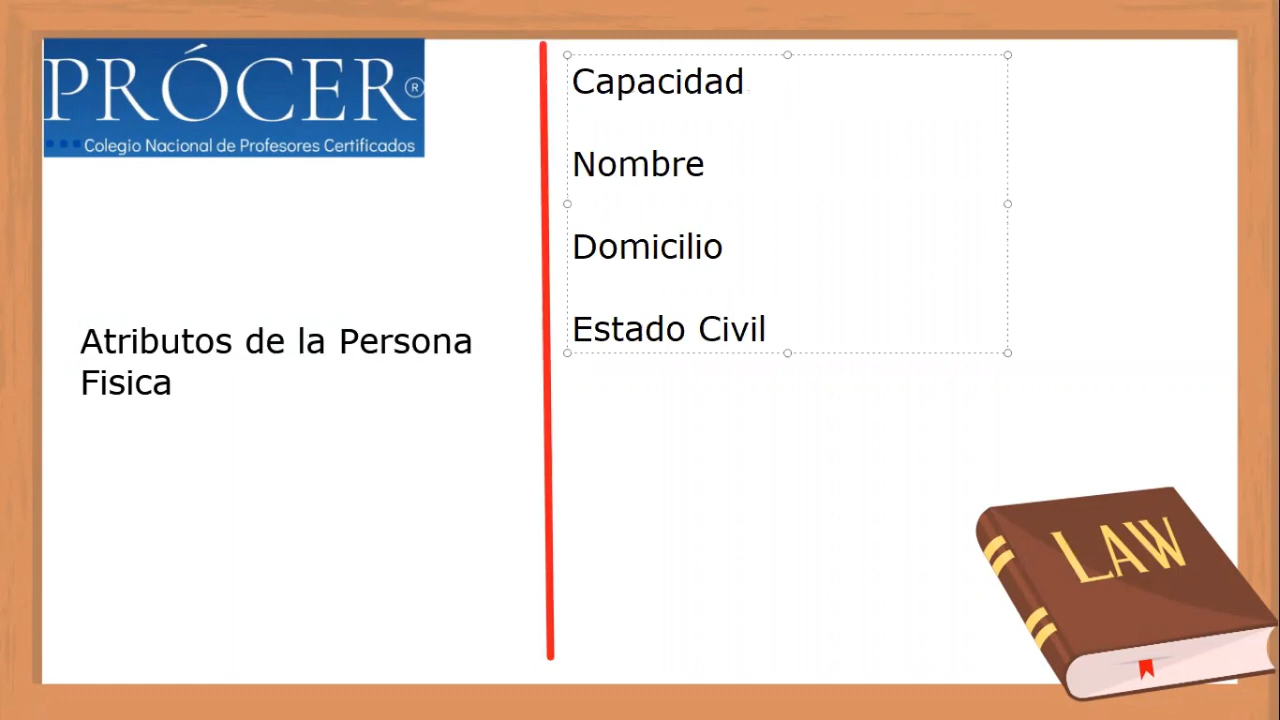 PRÓCER®
Colegio Nacional de Profesores Certificados
Atributos de la Persona
Fisica
Capacidad
Nombre
Domicilio
Estado Civil
LAW